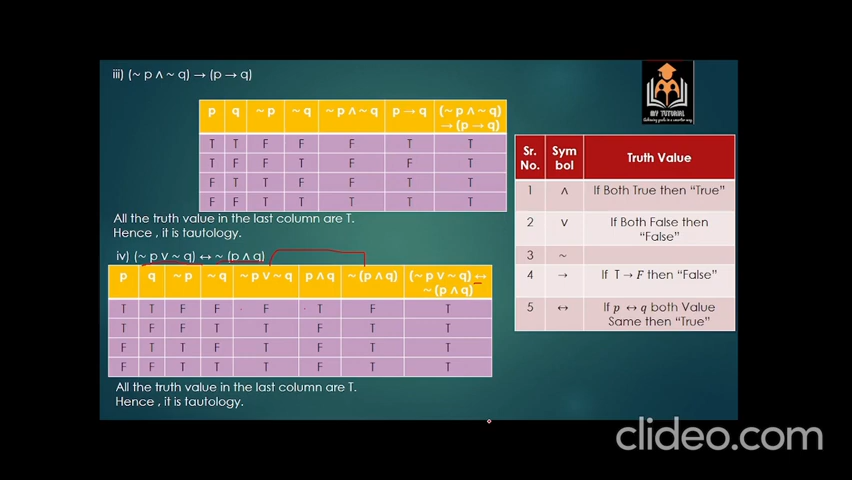 iii) (~ p ∧ ~ q) → (p → q)
p q ~ p ~ q ~ p ∧ ~ q p → q (~ p ∧ ~ q) → (p → q)
T T F F F T T
T F F T F F T
F T T F F T T
F F T T T T T
All the truth value in the last column are T.
Hence , it is tautology.
iv) (~ p ∨ ~ q) ↔ ~ (p ∧ q)
p q ~ p ~ q ~ p ∨ ~ q p ∧ q ~ (p ∧ q) (~ p ∨ ~ q) ↔ ~ (p ∧ q)
T T F F F T F T
T F F T T F T T
F T T F T F T T
F F T T T F T T
All the truth value in the last column are T.
Hence , it is tautology.
MY TUTORIAL
Sr. No. Sym bol Truth Value
1 ∧ If Both True then “True”
2 ∨ If Both False then “False”
3 ~
4 → If T → F then “False”
5 ↔ If p ↔ q both Value Same then “True”
clideo.com